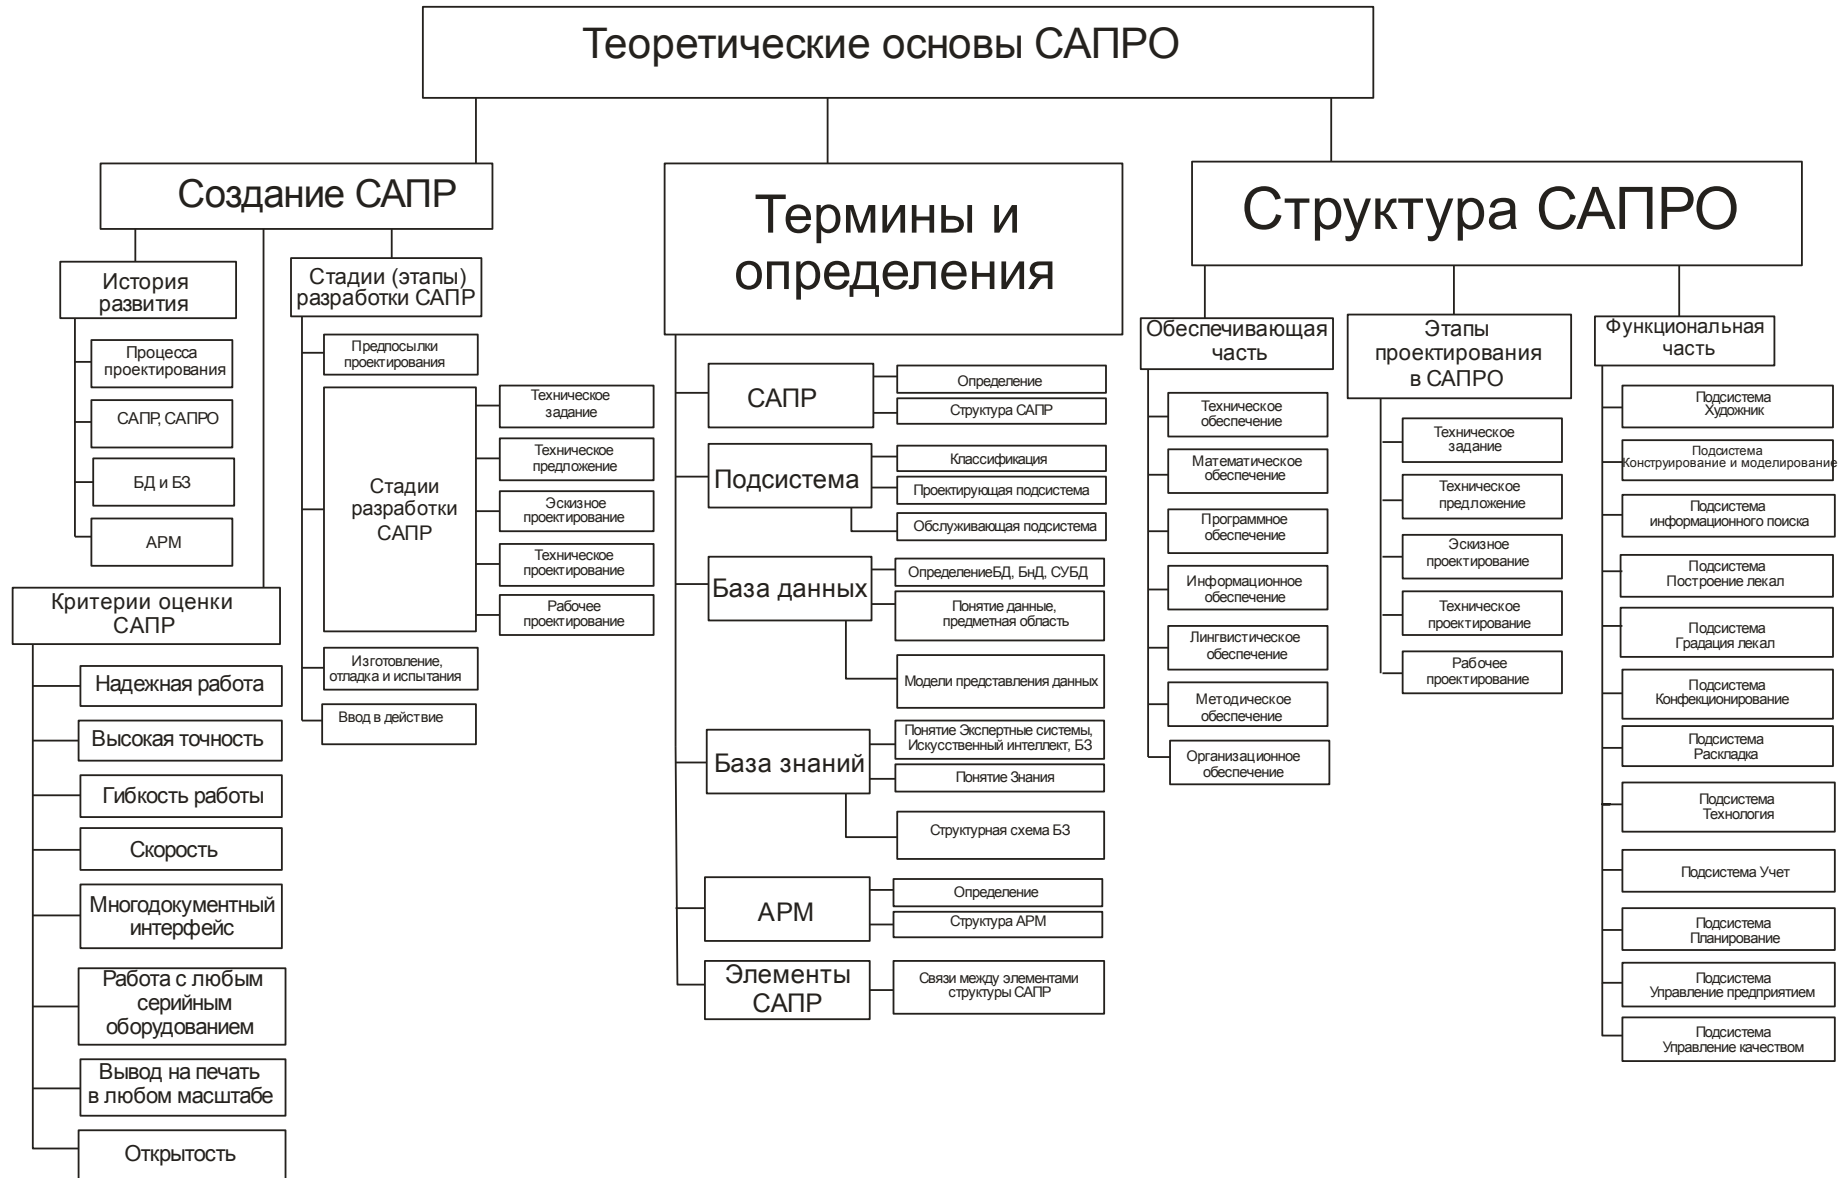 Теоретические основы САПРО
Создание САПР
История
развития
Процесса
проектирования
САПР, САПРО
БД и БЗ
АРМ
Критерии оценки
САПР
Надежная работа
Высокая точность
Гибкость работы
Скорость
Многодокументный
интерфейс
Работа с любым
серийным
оборудованием
Вывод на печать
в любом масштабе
Открытость
Стадии (этапы)
разработки САПР
Предпосылки
проектирования
Стадии
разработки
САПР
Техническое
задание
Техническое
предложение
Эскизное
проектирование
Техническое
проектирование
Рабочее
проектирование
Изготовление,
отладка и испытания
Ввод в действие
Термины и
определения
САПР
Определение
Структура САПР
Подсистема
Классификация
Проектирующая подсистема
Обслуживающая подсистема
База данных
ОпределениеБД, БнД, СУБД
Понятие данные,
предметная область
Модели представления данных
База знаний
Понятие Экспертные системы,
Искусственный интеллект, БЗ
Понятие Знания
Структурная схема БЗ
АРМ
Определение
Структура АРМ
Элементы
САПР
Связи между элементами
структуры САПР
Структура САПРО
Обеспечивающая
часть
Техническое
обеспечение
Математическое
обеспечение
Программное
обеспечение
Информационное
обеспечение
Лингвистическое
обеспечение
Методическое
обеспечение
Организационное
обеспечение
Этапы
проектирования
в САПРО
Техническое
задание
Техническое
предложение
Эскизное
проектирование
Техническое
проектирование
Рабочее
проектирование
Функциональная
часть
Подсистема
Художник
Подсистема
Конструирование и моделирование
Подсистема
информационного поиска
Подсистема
Построение лекал
Подсистема
Градация лекал
Подсистема
Конфекционирование
Подсистема
Раскладка
Подсистема
Технология
Подсистема Учет
Подсистема
Планирование
Подсистема
Управление предприятием
Подсистема
Управление качеством